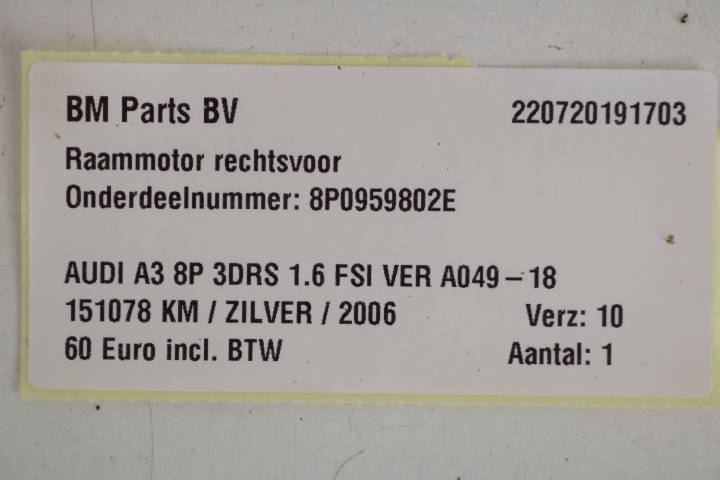 BM Parts BV 220720191703
Raammotor rechtsvoor
Onderdeelnummer: 8P0959802E
AUDI A3 8P 3DRS 1.6 FSI VER A049-18
151078 KM / ZILVER / 2006 Verz: 10
60 Euro incl. BTW Aantal: 1